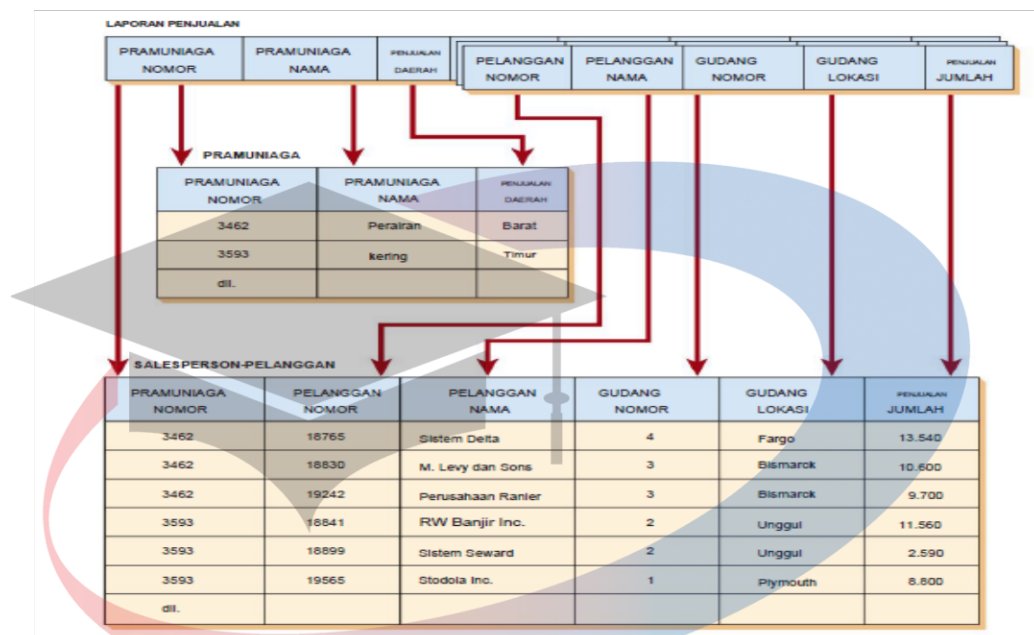 LAPORAN PENJUALAN
PRAMUNIAGA NOMOR PRAMUNIAGA NAMA PENJUALAN DAERAH PELANGGAN NOMOR PELANGGAN NAMA GUDANG NOMOR GUDANG LOKASI PENJUALAN JUMLAH
PRAMUNIAGA
PRAMUNIAGA NOMOR PRAMUNIAGA NAMA PENJUALAN DAERAH
3462 Perairan Barat
3593 kering Timur
dll.
SALESPERSON-PELANGGAN
PRAMUNIAGA NOMOR PELANGGAN NOMOR PELANGGAN NAMA GUDANG NOMOR GUDANG LOKASI PENJUALAN JUMLAH
3462 18765 Sistem Delta 4 Fargo 13.540
3462 18830 M. Levy dan Sons 3 Bismarck 10.600
3462 19242 Perusahaan Ranier 3 Bismarck 9.700
3593 18841 RW Banjir Inc. 2 Unggul 11.560
3593 18899 Sistem Seward 2 Unggul 2.590
3593 19565 Stodola Inc. 1 Plymouth 8.800
dll.